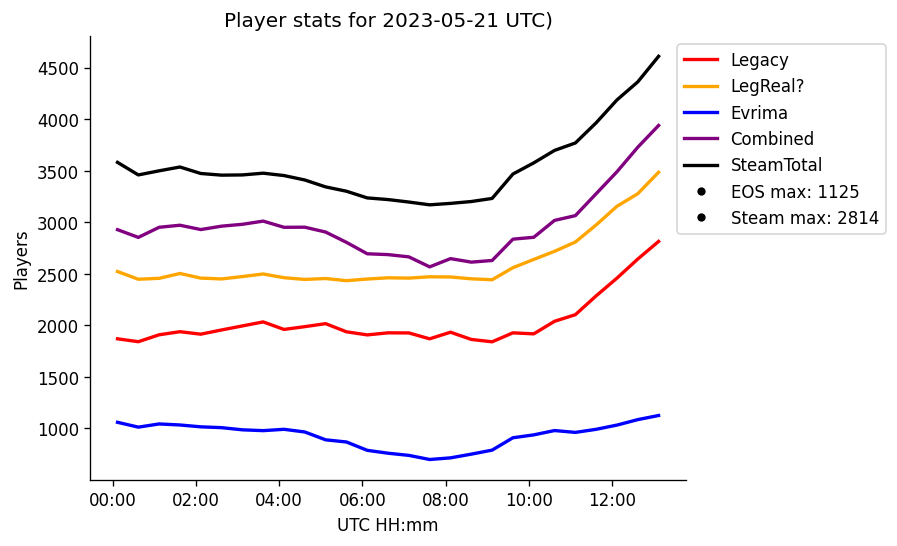 Player stats for 2023-05-21 UTC)
Legacy
LegReal?
Evrima
Combined
SteamTotal
EOS max: 1125
Steam max: 2814
Players
4500
4000
3500
3000
2500
2000
1500
1000
00:00 02:00 04:00 06:00 08:00 10:00 12:00
UTC HH:mm